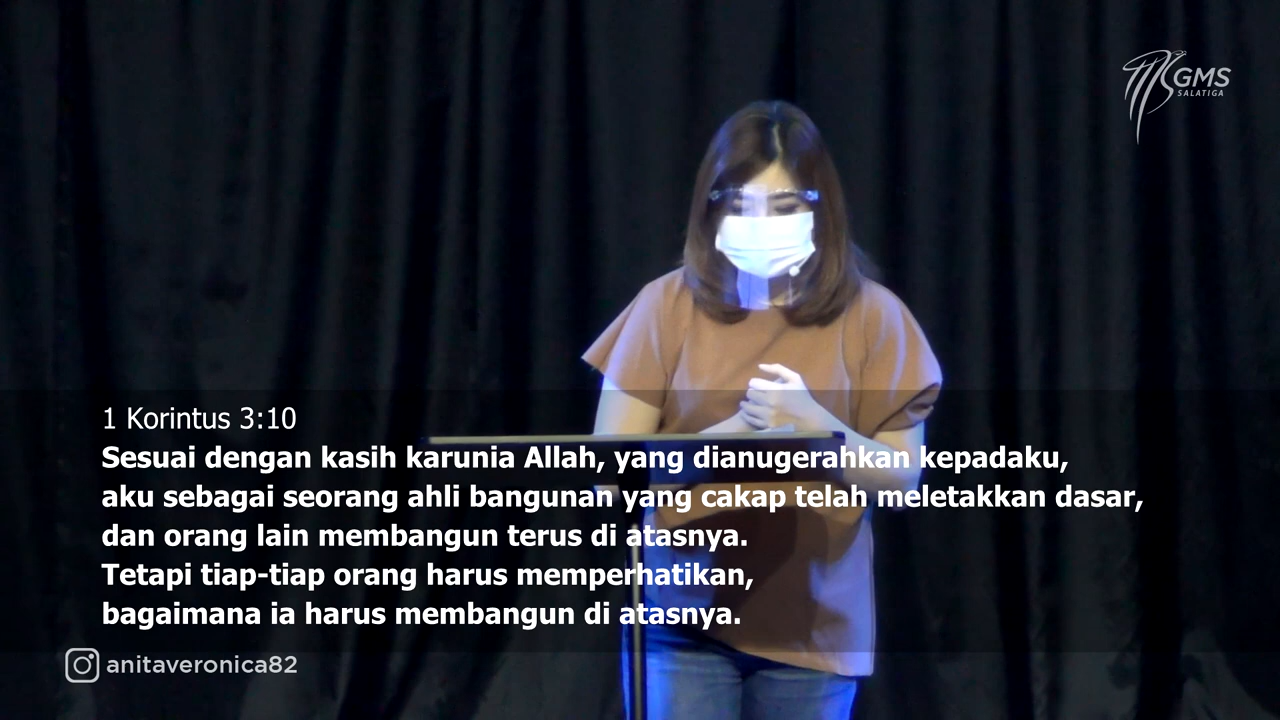 GMS
SALATIGA
1 Korintus 3:10
Sesuai dengan kasih karunia Allah, yang dianugerahkan kepadaku,
aku sebagai seorang ahli bangunan yang cakap telah meletakkan dasar,
dan orang lain membangun terus di atasnya.
Tetapi tiap-tiap orang harus memperhatikan,
bagaimana ia harus membangun di atasnya.
anitaveronica82